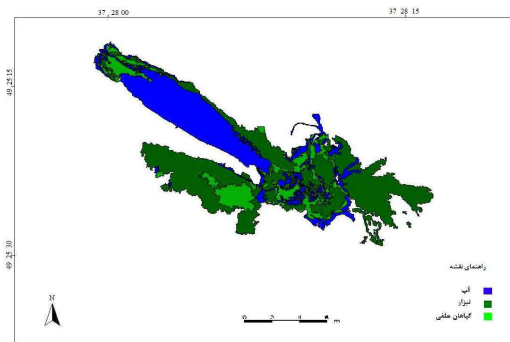 37 28 00
37 28 15
49 25 15
49 25 30
راهنمای نقشه
آب
نیزار
گیاهان علفی
N
m